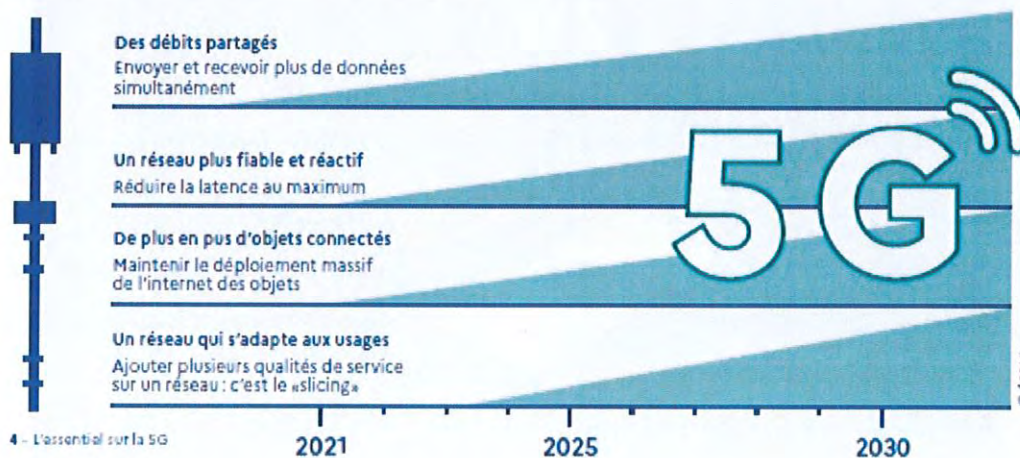 Des débits partagés
Envoyer et recevoir plus de données
simultanément
Un réseau plus fiable et réactif
Réduire la latence au maximum
De plus en pus d'objets connectés
Maintenir le déploiement massif
de l'internet des objets
Un réseau qui s'adapte aux usages
Ajouter plusieurs qualités de service
sur un réseau : c'est le «slicing»
5G
2021
2025
2030
4 - L'essentiel sur la 5G